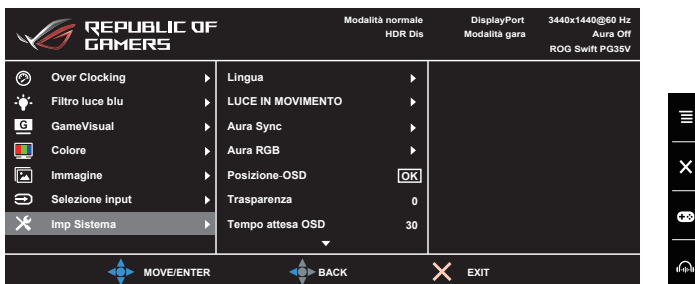 REPUBLIC OF
GAMERS
Modalità normale
HDR Dis
DisplayPort
Modalità gara
3440x1440@60 Hz
Aura Off
ROG Swift PG35V
Over Clocking
Lingua
Filtro luce blu
LUCE IN MOVIMENTO
G
GameVisual
Aura Sync
Colore
Aura RGB
Immagine
Posizione-OSD
OK
Selezione input
Trasparenza
0
Imp Sistema
Tempo attesa OSD
30
MOVE/ENTER
BACK
EXIT